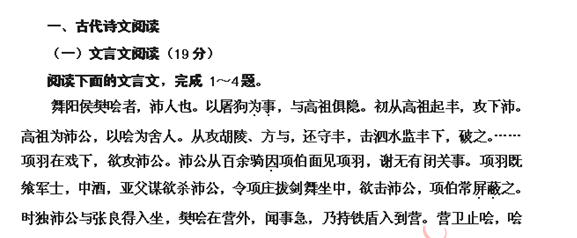 一、古代诗文阅读
（一）文言文阅读（19分）
阅读下面的文言文，完成 1～4题。
舞阳侯樊哙者，沛人也。以屠狗为事，与高祖俱隐。初从高祖起丰，攻下沛。
高祖为沛公，以哙为舍人。从攻胡陵、方与，还守丰，击泗水监丰下，破之。……
项羽在戏下，欲攻沛公。沛公从百余骑因项伯面见项羽，谢无有闭关事。项羽既
飨军士，中酒，亚父谋欲杀沛公，令项庄拔剑舞坐中，欲击沛公，项伯常屏蔽之。
时独沛公与张良得入坐，樊哙在营外，闻事急，乃持铁盾入到营。营卫止哙，哙